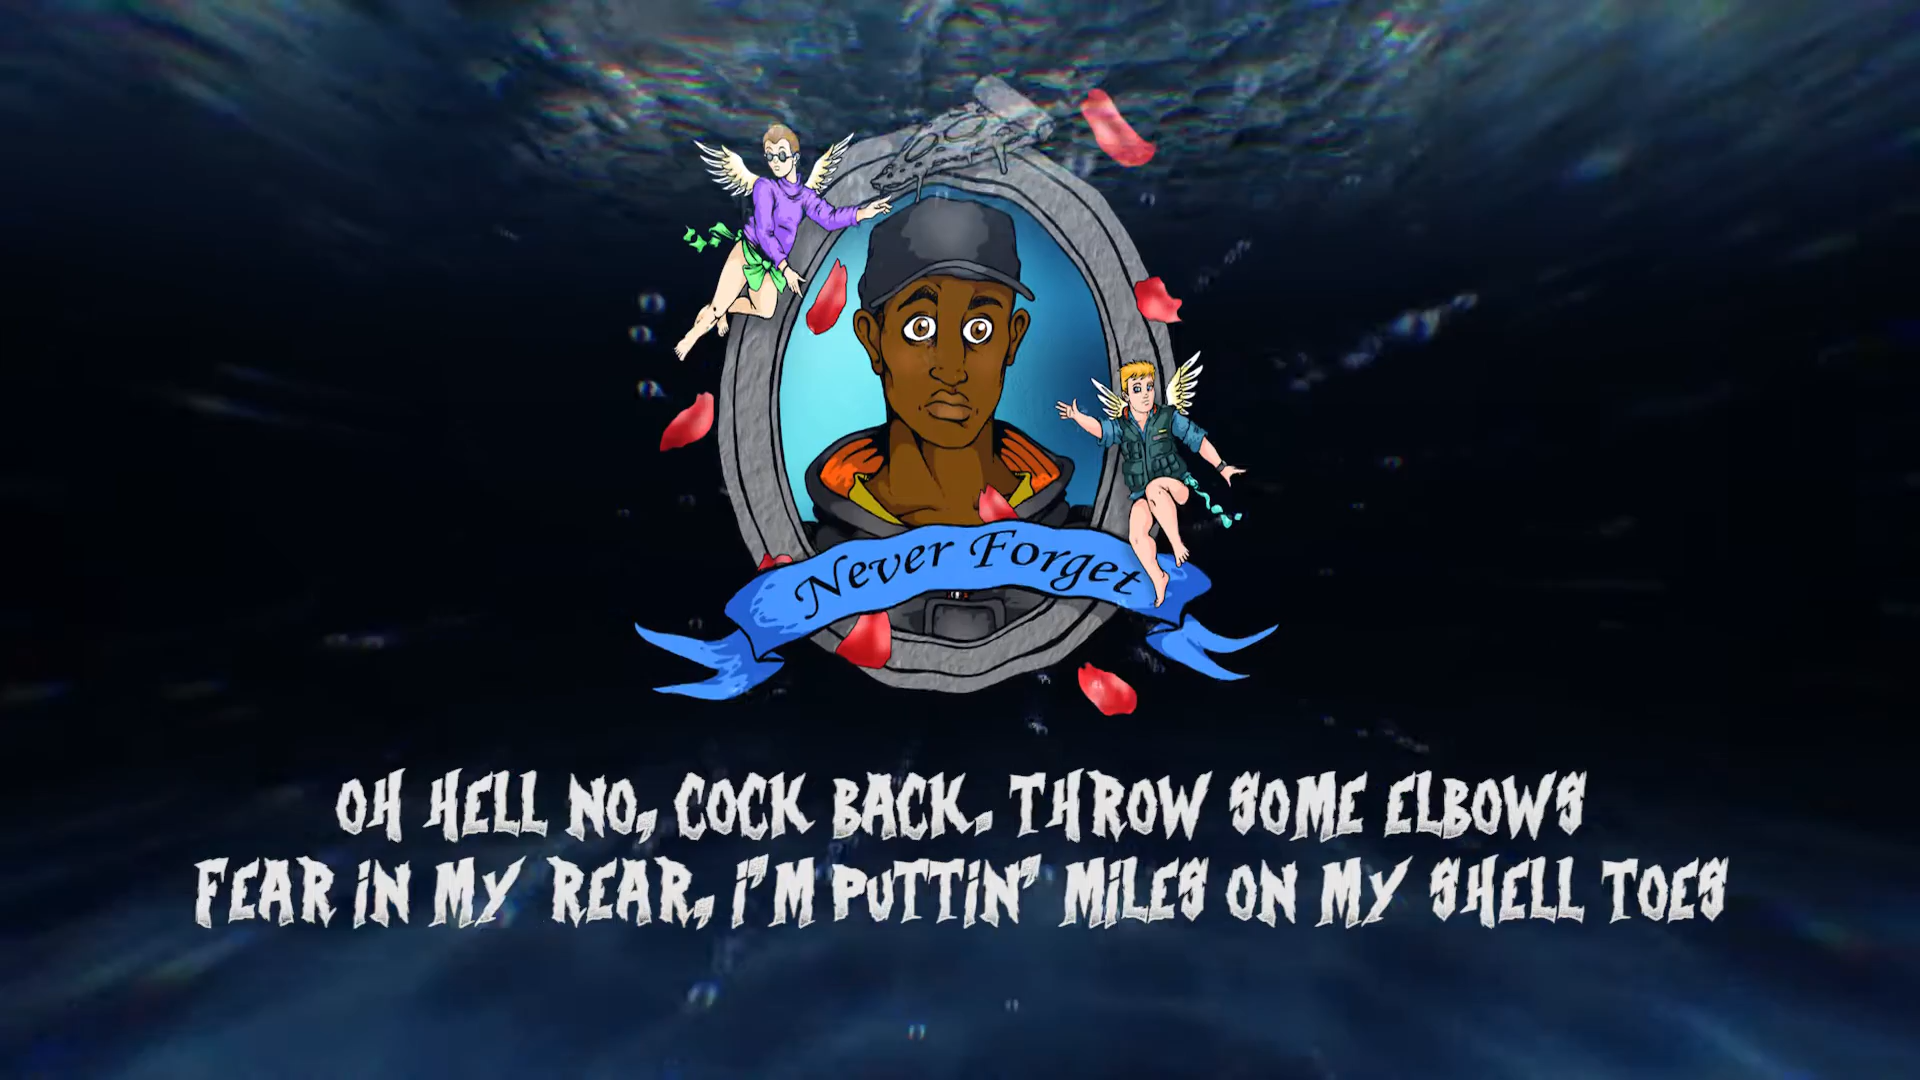 Never Forget
OH HELL NO, COCK BACK. THROW SOME ELBOWS
FEAR iN MY REAR, i'M PUTTiN' MiLES ON MY SHELL TOES